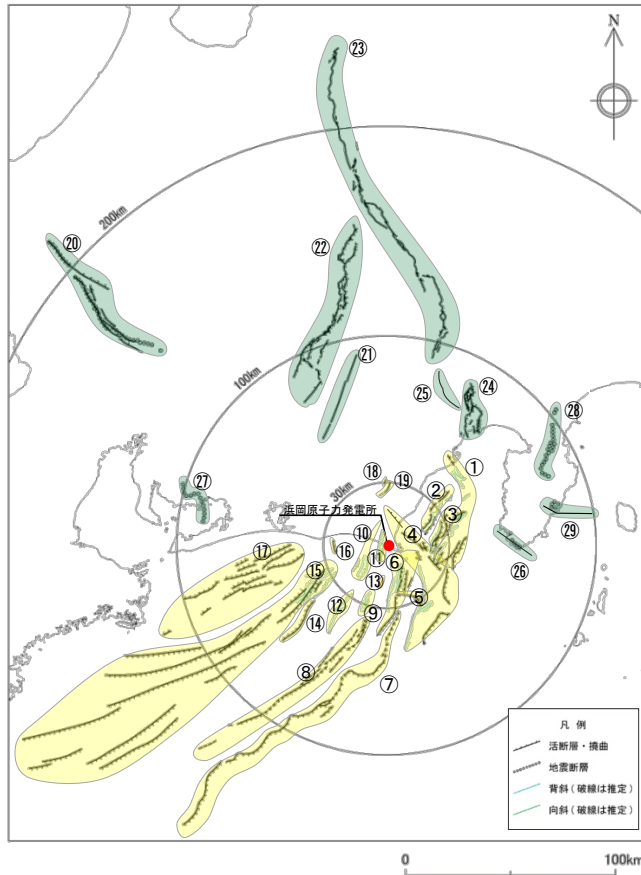 ㉓
N
200km
⑳
㉒
㉑
100km
㉕
㉔
㉘
①
⑱
⑲
30km
㉗
②
浜岡原子力発電所
③
㉙
④
⑩
⑰
⑯
⑪
⑥
㉖
⑮
⑬
⑤
⑫
⑨
⑭
⑧
⑦
凡 例
活断層・撓曲
地震断層
背斜(破線は推定)
向斜(破線は推定)
0
100km